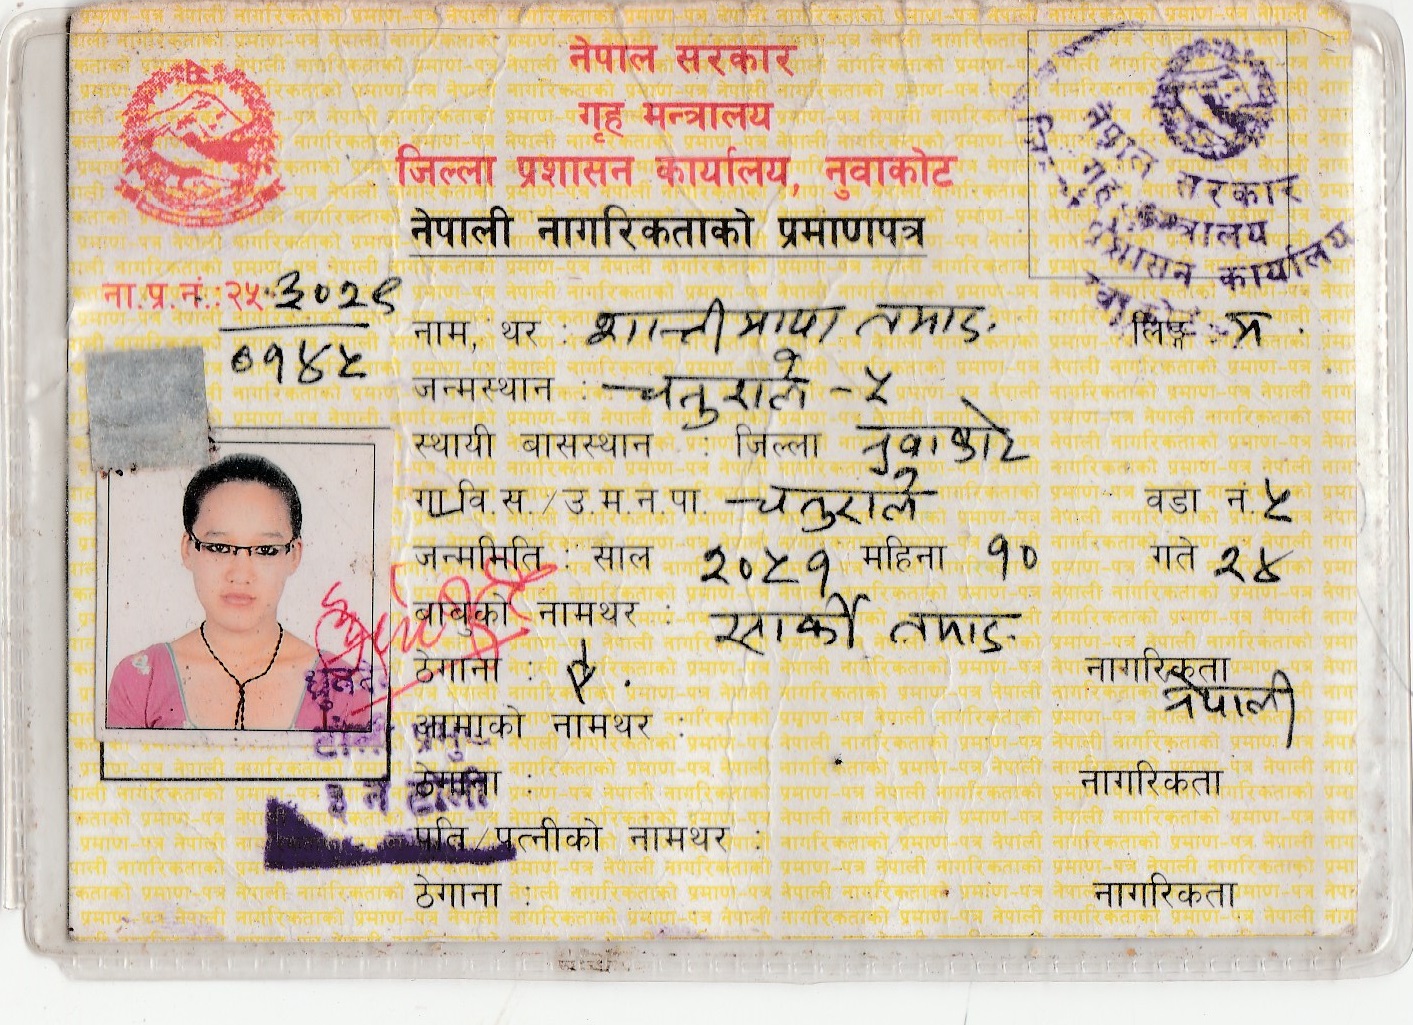 नेपाल सरकार
गृह मन्त्रालय
जिल्ला प्रशासन कार्यालय, नुवाकोट
नेपाली नागरिकताको प्रमाणपत्र
नेपाल सरकार
गृह मन्त्रालय
प्रशासन कार्यालय
ना.प्र.नं.: २५-३०२९
७१४५
नाम, थर : शान्ती माया तमाङ
लिङ्ग
जन्मस्थान : चतुराले - ५
स्थायी बासस्थान : जिल्ला नुवाकोट
गा.वि.स./उ.म.न.पा. चतुराले वडा नं. ५
जन्ममिति : साल २०५१ महिना १० गते २४
बाबुको नामथर : सार्की तमाङ
ठेगाना : ऐ. नागरिकता नेपाली
आमाको नामथर :
ठेगाना : नागरिकता
पति/पत्नीको नामथर :
ठेगाना : नागरिकता